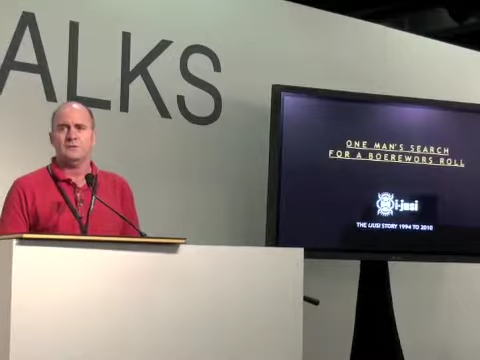 ALKS
ONE MAN'S SEARCH
FOR A BOEREWORS ROLL
i-jusi
THE IJUSI STORY 1994 TO 2010